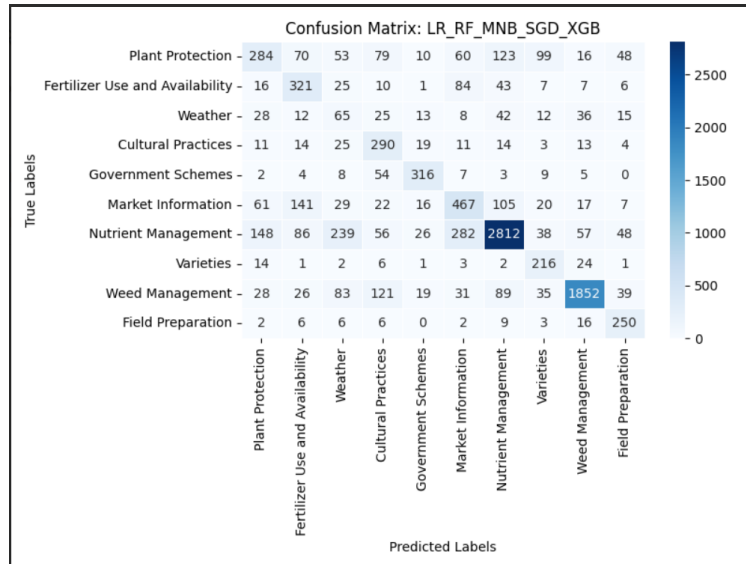 Confusion Matrix: LR_RF_MNB_SGD_XGB
True Labels
Plant Protection 284 70 53 79 10 60 123 99 16 48
Fertilizer Use and Availability 16 321 25 10 1 84 43 7 7 6
Weather 28 12 65 25 13 8 42 12 36 15
Cultural Practices 11 14 25 290 19 11 14 3 13 4
Government Schemes 2 4 8 54 316 7 3 9 5 0
Market Information 61 141 29 22 16 467 105 20 17 7
Nutrient Management 148 86 239 56 26 282 2812 38 57 48
Varieties 14 1 2 6 1 3 2 216 24 1
Weed Management 28 26 83 121 19 31 89 35 1852 39
Field Preparation 2 6 6 6 0 2 9 3 16 250
Plant Protection
Fertilizer Use and Availability
Weather
Cultural Practices
Government Schemes
Market Information
Nutrient Management
Varieties
Weed Management
Field Preparation
Predicted Labels
2500
2000
1500
1000
500
0